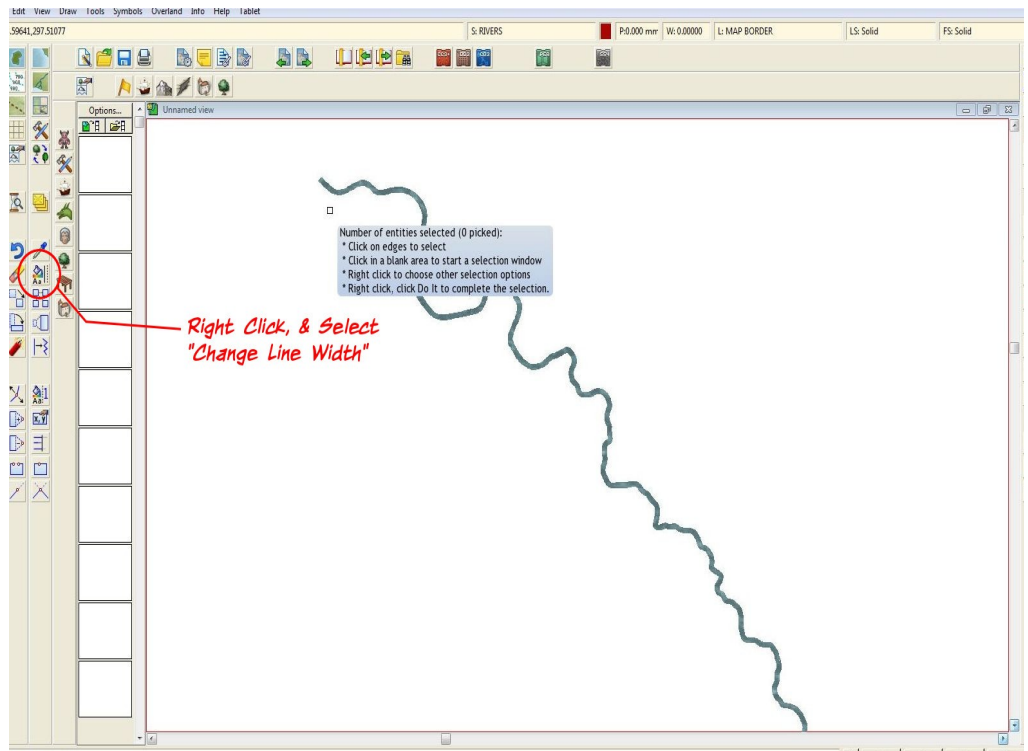 Edit View Draw Tools Symbols Overland Info Help Tablet
.59641,297.51077 S: RIVERS P:0.000 mm W: 0.00000 L: MAP BORDER LS: Solid FS: Solid
Options...
Unnamed view
Number of entities selected (0 picked):
* Click on edges to select
* Click in a blank area to start a selection window
* Right click to choose other selection options
* Right click, click Do It to complete the selection.
Right Click, & Select
"Change Line Width"